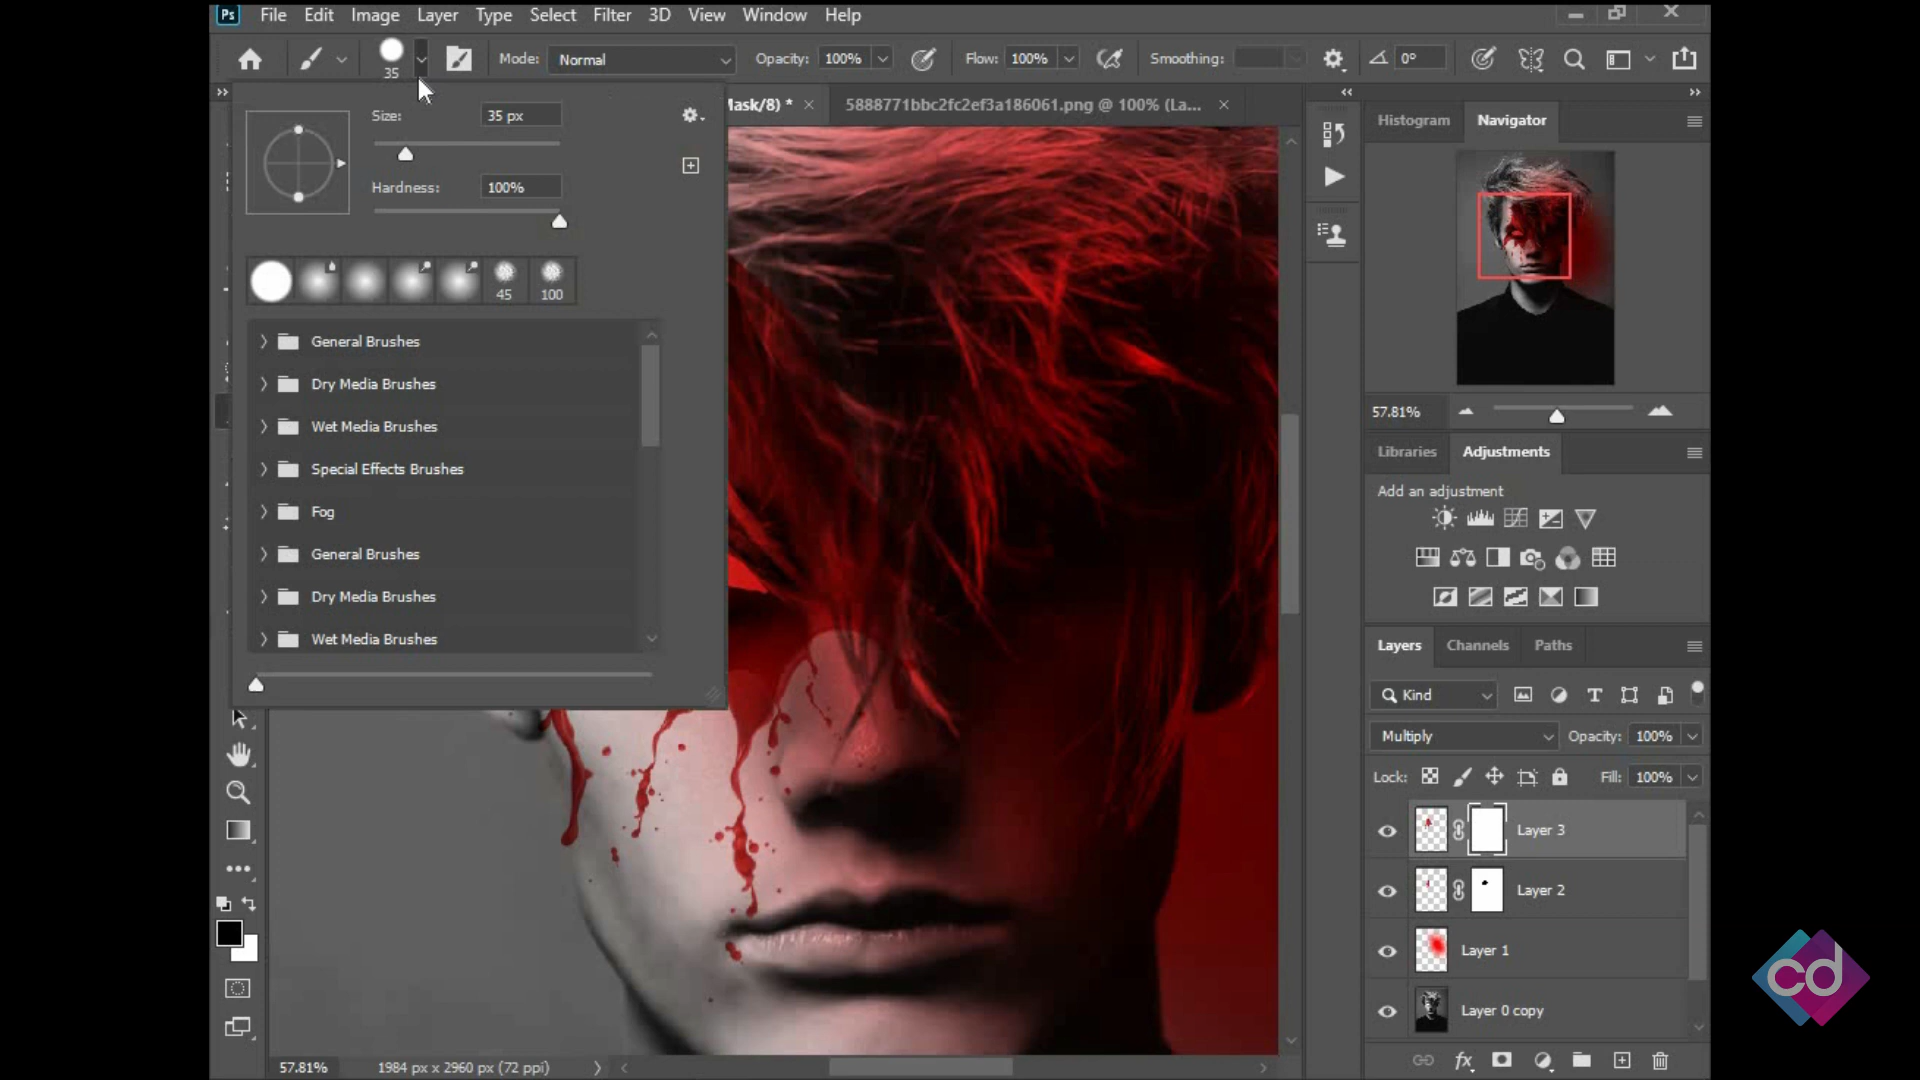 Ps File Edit Image Layer Type Select Filter 3D View Window Help
35 Mode: Normal Opacity: 100% Flow: 100% Smoothing: 0°
Mask/8) * 5888771bbc2fc2ef3a186061.png @ 100% (La...
Size: 35 px
Hardness: 100%
45 100
General Brushes
Dry Media Brushes
Wet Media Brushes
Special Effects Brushes
Fog
General Brushes
Dry Media Brushes
Wet Media Brushes
57.81% 1984 px x 2960 px (72 ppi)
Histogram Navigator
57.81%
Libraries Adjustments
Add an adjustment
Layers Channels Paths
Kind
Multiply Opacity: 100%
Lock: Fill: 100%
Layer 3
Layer 2
Layer 1
Layer 0 copy
fx
cd